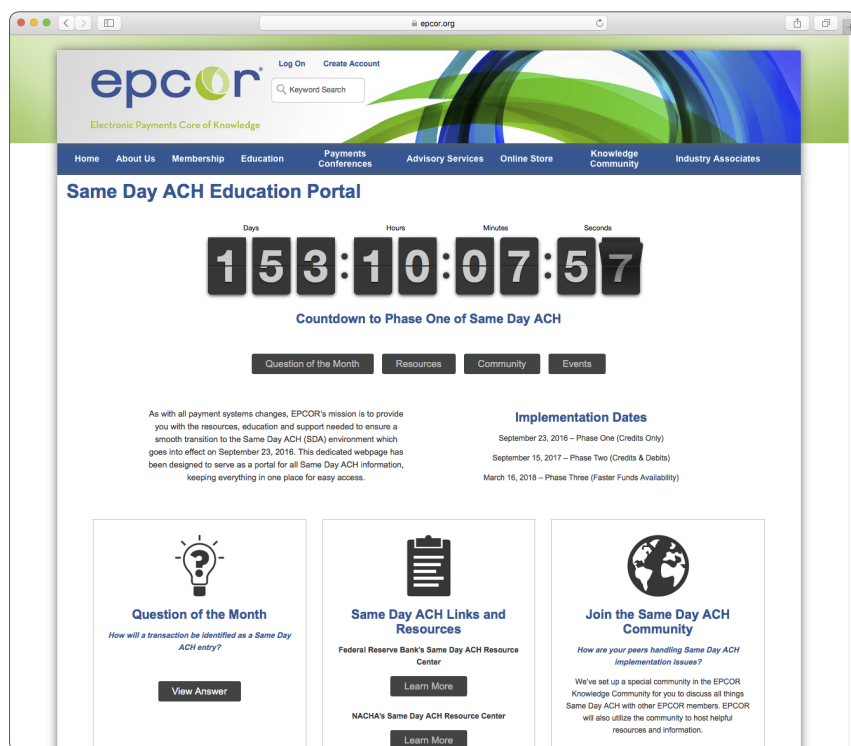 epcor.org
Log On Create Account
epcor®
Keyword Search
Electronic Payments Core of Knowledge
Home About Us Membership Education Payments Conferences Advisory Services Online Store Knowledge Community Industry Associates
Same Day ACH Education Portal
Days Hours Minutes Seconds
153:10:07:57
Countdown to Phase One of Same Day ACH
Question of the Month Resources Community Events
As with all payment systems changes, EPCOR's mission is to provide
you with the resources, education and support needed to ensure a
smooth transition to the Same Day ACH (SDA) environment which
goes into effect on September 23, 2016. This dedicated webpage has
been designed to serve as a portal for all Same Day ACH information,
keeping everything in one place for easy access.
Implementation Dates
September 23, 2016 – Phase One (Credits Only)
September 15, 2017 – Phase Two (Credits & Debits)
March 16, 2018 – Phase Three (Faster Funds Availability)
Question of the Month
How will a transaction be identified as a Same Day
ACH entry?
View Answer
Same Day ACH Links and
Resources
Federal Reserve Bank's Same Day ACH Resource
Center
Learn More
NACHA's Same Day ACH Resource Center
Learn More
Join the Same Day ACH
Community
How are your peers handling Same Day ACH
implementation issues?
We've set up a special community in the EPCOR
Knowledge Community for you to discuss all things
Same Day ACH with other EPCOR members. EPCOR
will also utilize the community to host helpful
resources and information.